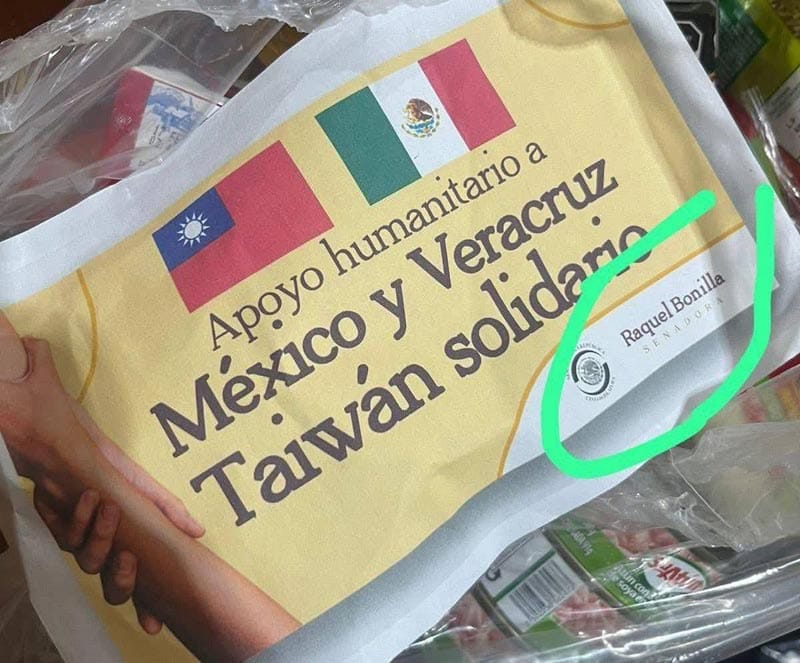 Apoyo humanitario a
México y Veracruz
Taiwán solidario
Raquel Bonilla
SENADORA